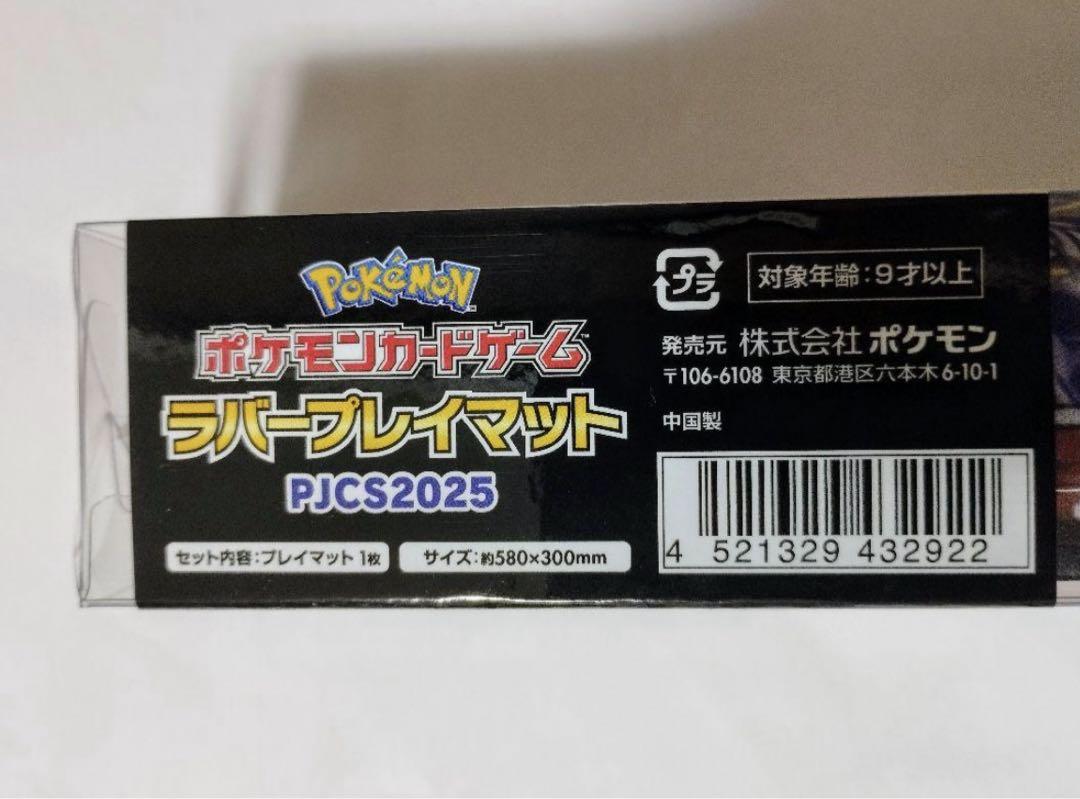 Pokémon
ポケモンカードゲーム
ラバープレイマット
PJCS2025
セット内容:プレイマット 1枚
サイズ:約580×300mm
プラ
対象年齢:9才以上
発売元 株式会社 ポケモン
〒106-6108 東京都港区六本木6-10-1
中国製
4 521329 432922